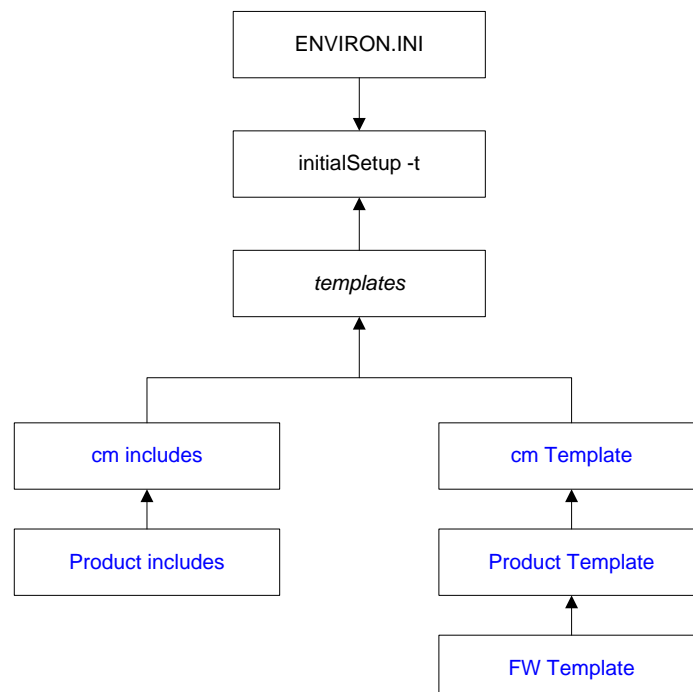 ENVIRON.INI
initialSetup -t
templates
cm includes
cm Template
Product includes
Product Template
FW Template